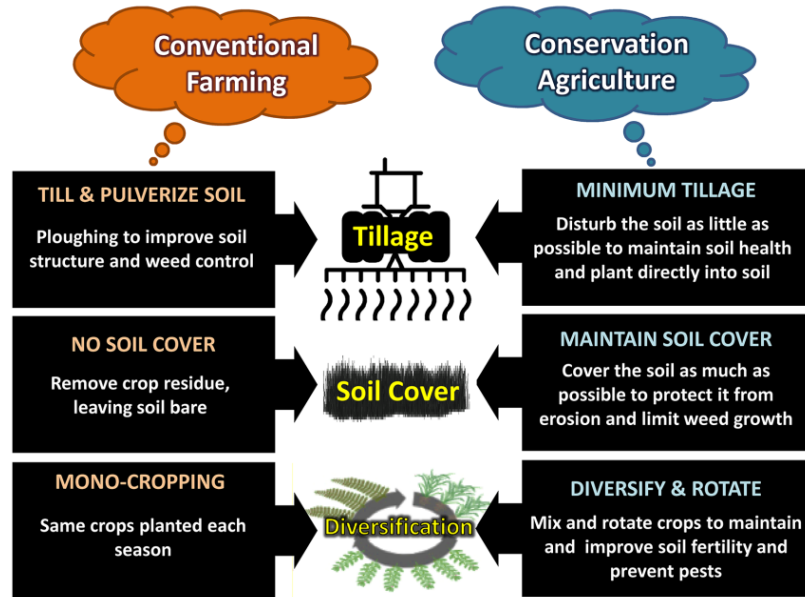 Conventional
Farming
Conservation
Agriculture
TILL & PULVERIZE SOIL
Ploughing to improve soil
structure and weed control
Tillage
MINIMUM TILLAGE
Disturb the soil as little as
possible to maintain soil health
and plant directly into soil
NO SOIL COVER
Remove crop residue,
leaving soil bare
Soil Cover
MAINTAIN SOIL COVER
Cover the soil as much as
possible to protect it from
erosion and limit weed growth
MONO-CROPPING
Same crops planted each
season
Diversification
DIVERSIFY & ROTATE
Mix and rotate crops to maintain
and improve soil fertility and
prevent pests